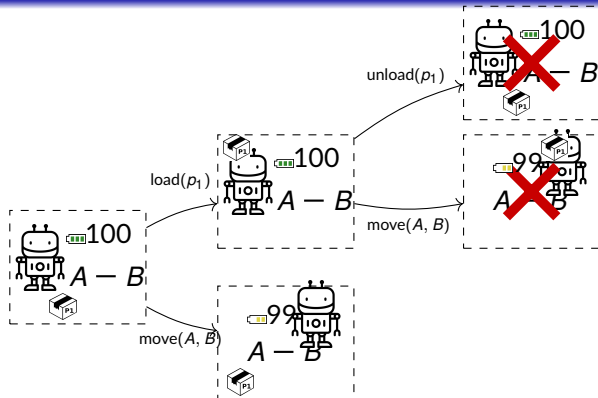 100
A – B
P1
unload(p₁)
P1
100
A – B
load(p₁)
P1
99
A – B
move(A, B)
100
A – B
P1
99
A – B
move(A, B)
P1